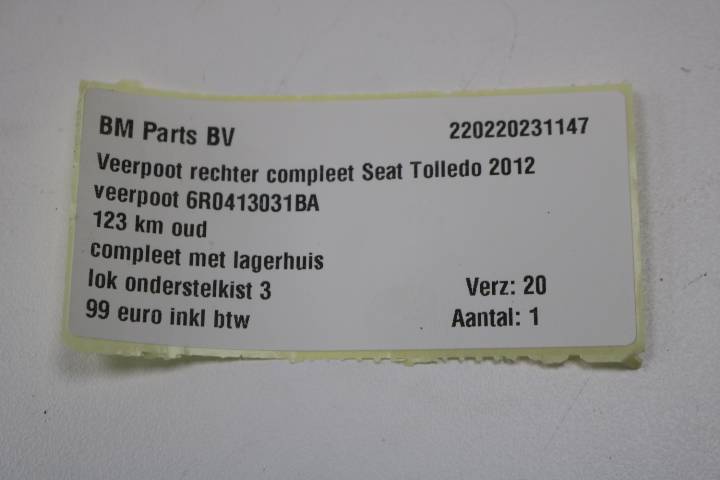 BM Parts BV 220220231147
Veerpoot rechter compleet Seat Tolledo 2012
veerpoot 6R0413031BA
123 km oud
compleet met lagerhuis
lok onderstelkist 3 Verz: 20
99 euro inkl btw Aantal: 1